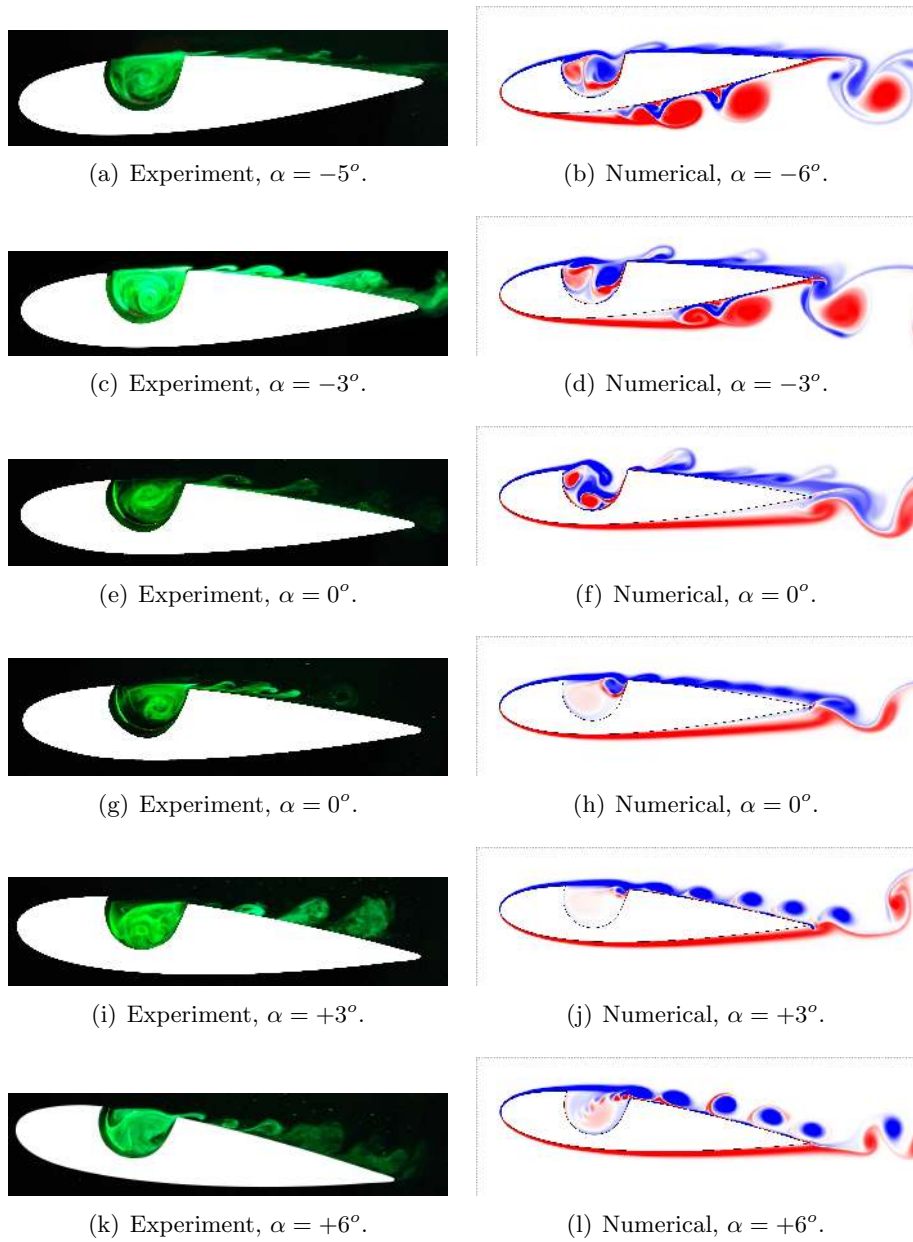 (a) Experiment, α = −5°.
(b) Numerical, α = −6°.
(c) Experiment, α = −3°.
(d) Numerical, α = −3°.
(e) Experiment, α = 0°.
(f) Numerical, α = 0°.
(g) Experiment, α = 0°.
(h) Numerical, α = 0°.
(i) Experiment, α = +3°.
(j) Numerical, α = +3°.
(k) Experiment, α = +6°.
(l) Numerical, α = +6°.